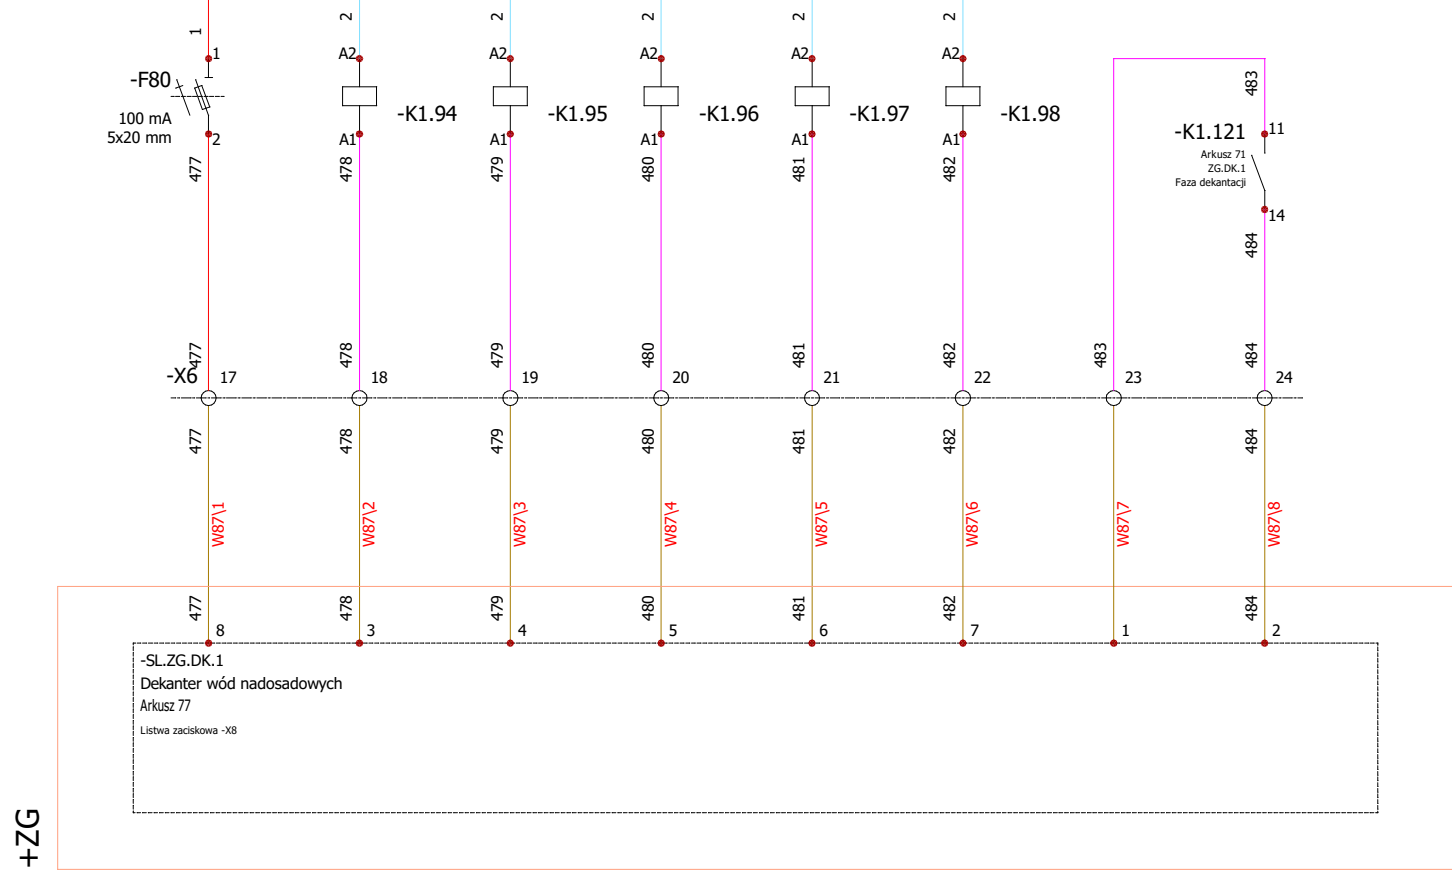 1
2
2
2
2
2
1
A2
A2
A2
A2
A2
-F80
100 mA
5x20 mm
-K1.94
-K1.95
-K1.96
-K1.97
-K1.98
483
-K1.121
11
Arkusz 71
ZG.DK.1
Faza dekantacji
14
2
A1
A1
A1
A1
A1
477
478
479
480
481
482
484
477
478
479
480
481
482
483
484
-X6
17
18
19
20
21
22
23
24
477
478
479
480
481
482
484
W87\1
W87\2
W87\3
W87\4
W87\5
W87\6
W87\7
W87\8
477
478
479
480
481
482
484
8
3
4
5
6
7
1
2
-SL.ZG.DK.1
Dekanter wód nadosadowych
Arkusz 77
Listwa zaciskowa -X8
+ZG